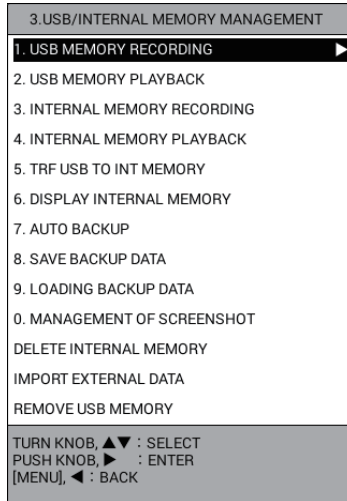 3.USB/INTERNAL MEMORY MANAGEMENT
1. USB MEMORY RECORDING ▶
2. USB MEMORY PLAYBACK
3. INTERNAL MEMORY RECORDING
4. INTERNAL MEMORY PLAYBACK
5. TRF USB TO INT MEMORY
6. DISPLAY INTERNAL MEMORY
7. AUTO BACKUP
8. SAVE BACKUP DATA
9. LOADING BACKUP DATA
0. MANAGEMENT OF SCREENSHOT
DELETE INTERNAL MEMORY
IMPORT EXTERNAL DATA
REMOVE USB MEMORY
TURN KNOB, ▲▼ : SELECT
PUSH KNOB, ▶ : ENTER
[MENU], ◀ : BACK